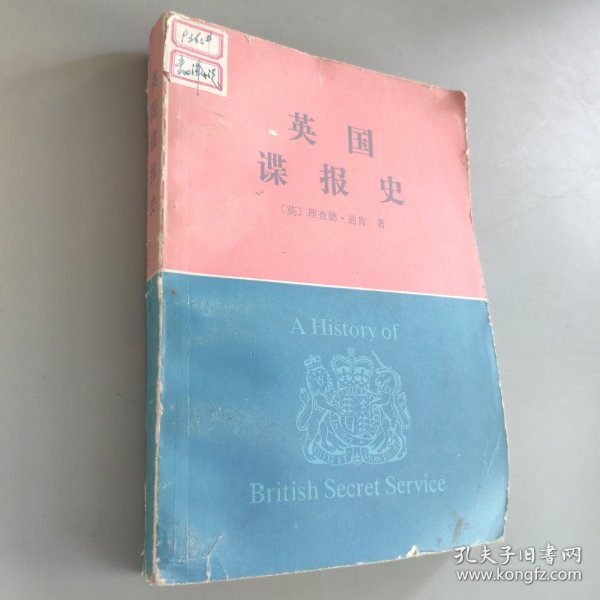 英国
谍报史
〔英〕理查德·迪肯 著
A History of
British Secret Service
孔夫子旧书网
www.kongfz.com